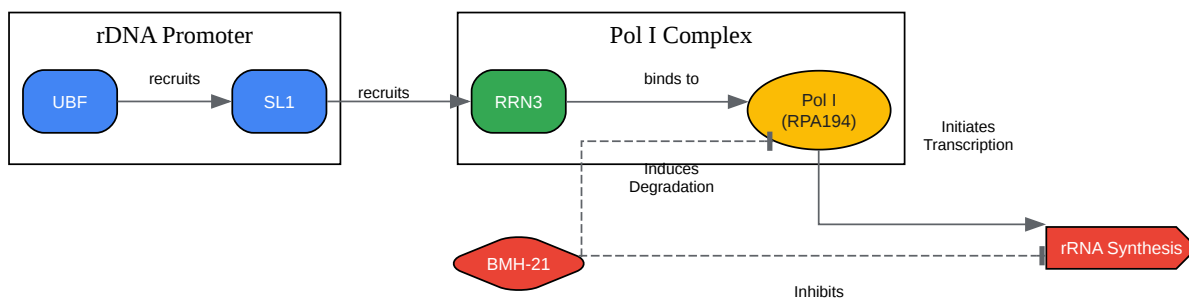 rDNA Promoter
Pol I Complex
UBF
recruits
SL1
recruits
RRN3
binds to
Pol I
(RPA194)
Initiates
Transcription
Induces
Degradation
BMH-21
rRNA Synthesis
Inhibits